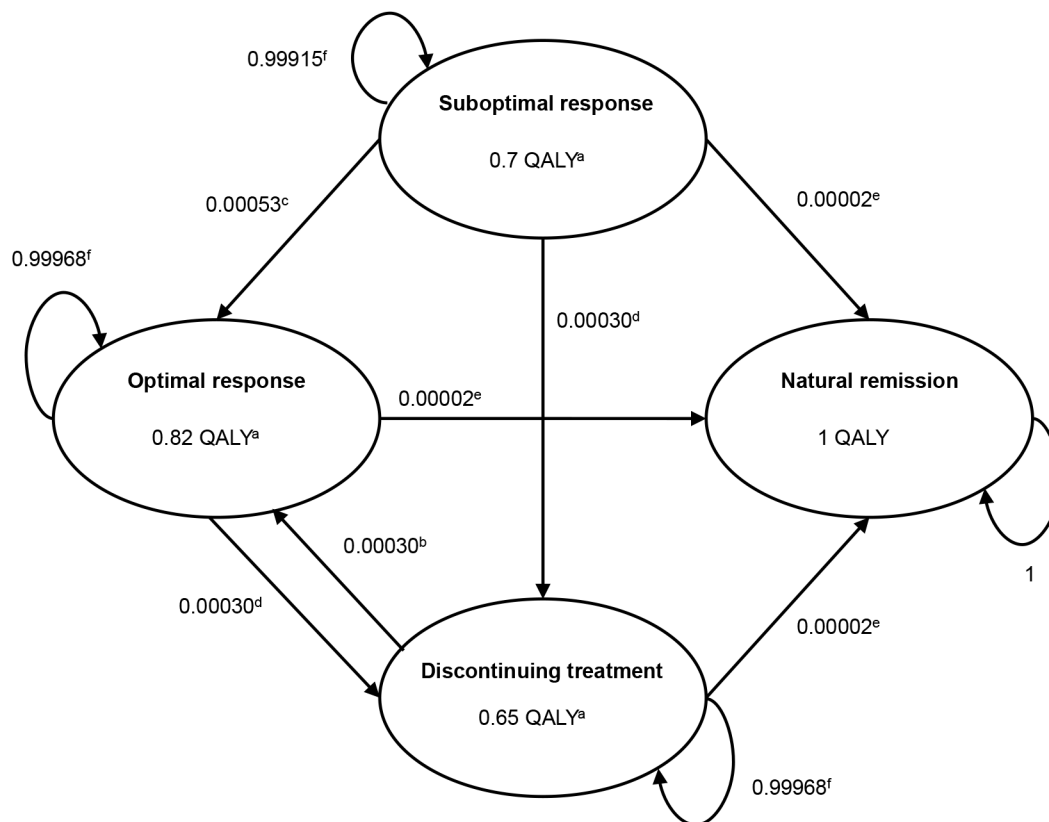 0.99915ᶠ
Suboptimal response
0.7 QALYᵃ
0.00053ᶜ
0.00002ᵉ
0.99968ᶠ
0.00030ᵈ
Optimal response
0.82 QALYᵃ
0.00002ᵉ
Natural remission
1 QALY
0.00030ᵇ
0.00030ᵈ
1
0.00002ᵉ
Discontinuing treatment
0.65 QALYᵃ
0.99968ᶠ